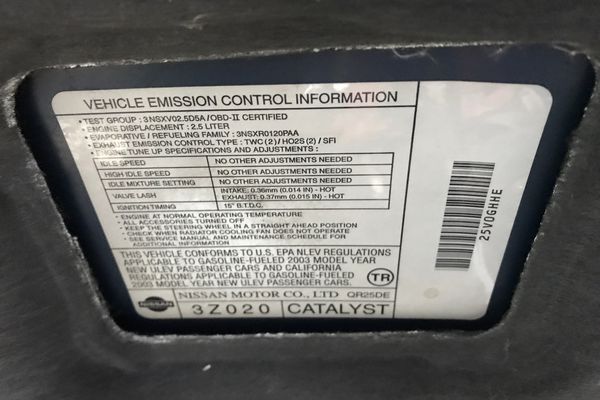 VEHICLE EMISSION CONTROL INFORMATION
• TEST GROUP : 3NSXV02.5D5A / OBD-II CERTIFIED
• ENGINE DISPLACEMENT : 2.5 LITER
• EVAPORATIVE / REFUELING FAMILY : 3NSXR0120PAA
• EXHAUST EMISSION CONTROL TYPE : TWC (2) / HO2S (2) / SFI
• ENGINE TUNE UP SPECIFICATIONS AND ADJUSTMENTS :
IDLE SPEED NO OTHER ADJUSTMENTS NEEDED
HIGH IDLE SPEED NO OTHER ADJUSTMENTS NEEDED
IDLE MIXTURE SETTING NO OTHER ADJUSTMENTS NEEDED
VALVE LASH INTAKE: 0.36mm (0.014 IN) - HOT
EXHAUST: 0.37mm (0.015 IN) - HOT
IGNITION TIMING 15° B.T.D.C.
• ENGINE AT NORMAL OPERATING TEMPERATURE
• ALL ACCESSORIES TURNED OFF
• KEEP THE STEERING WHEEL IN A STRAIGHT AHEAD POSITION
• CHECK WHEN RADIATOR COOLING FAN DOES NOT OPERATE
• SEE SERVICE MANUAL AND MAINTENANCE SCHEDULE FOR
ADDITIONAL INFORMATION
THIS VEHICLE CONFORMS TO U.S. EPA NLEV REGULATIONS
APPLICABLE TO GASOLINE-FUELED 2003 MODEL YEAR
NEW ULEV PASSENGER CARS AND CALIFORNIA
REGULATIONS APPLICABLE TO GASOLINE-FUELED
2003 MODEL YEAR NEW ULEV PASSENGER CARS.
TR
NISSAN
NISSAN MOTOR CO., LTD QR25DE
3Z020 CATALYST
25V0GHHE